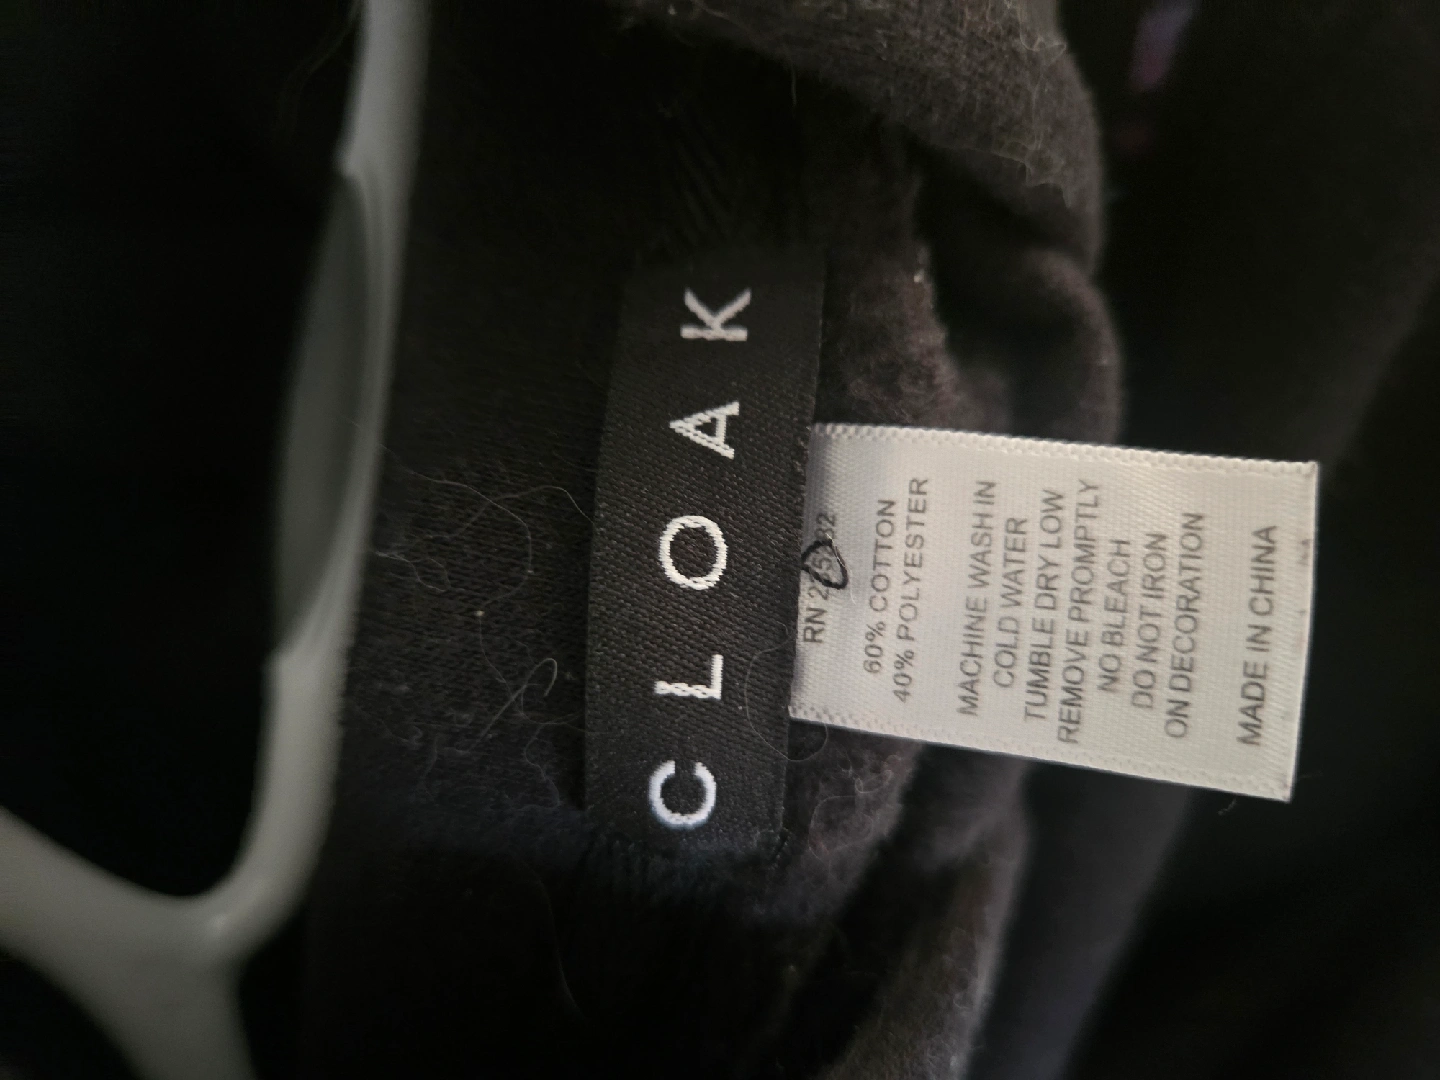 CLOAK
RN
60% COTTON
40% POLYESTER
MACHINE WASH IN
COLD WATER
TUMBLE DRY LOW
REMOVE PROMPTLY
NO BLEACH
DO NOT IRON
ON DECORATION
MADE IN CHINA